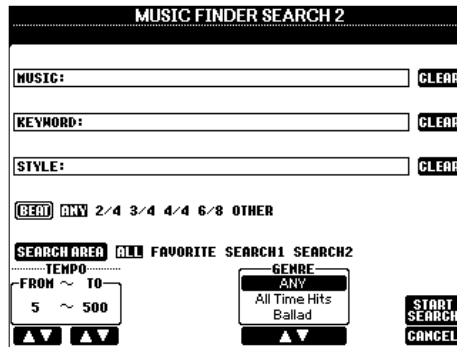 MUSIC FINDER SEARCH 2
MUSIC: CLEAR
KEYWORD: CLEAR
STYLE: CLEAR
BEAT ANY 2/4 3/4 4/4 6/8 OTHER
SEARCH AREA ALL FAVORITE SEARCH1 SEARCH2
TEMPO
FROM ~ TO
5 ~ 500
GENRE
ANY
All Time Hits
Ballad
START
SEARCH
CANCEL